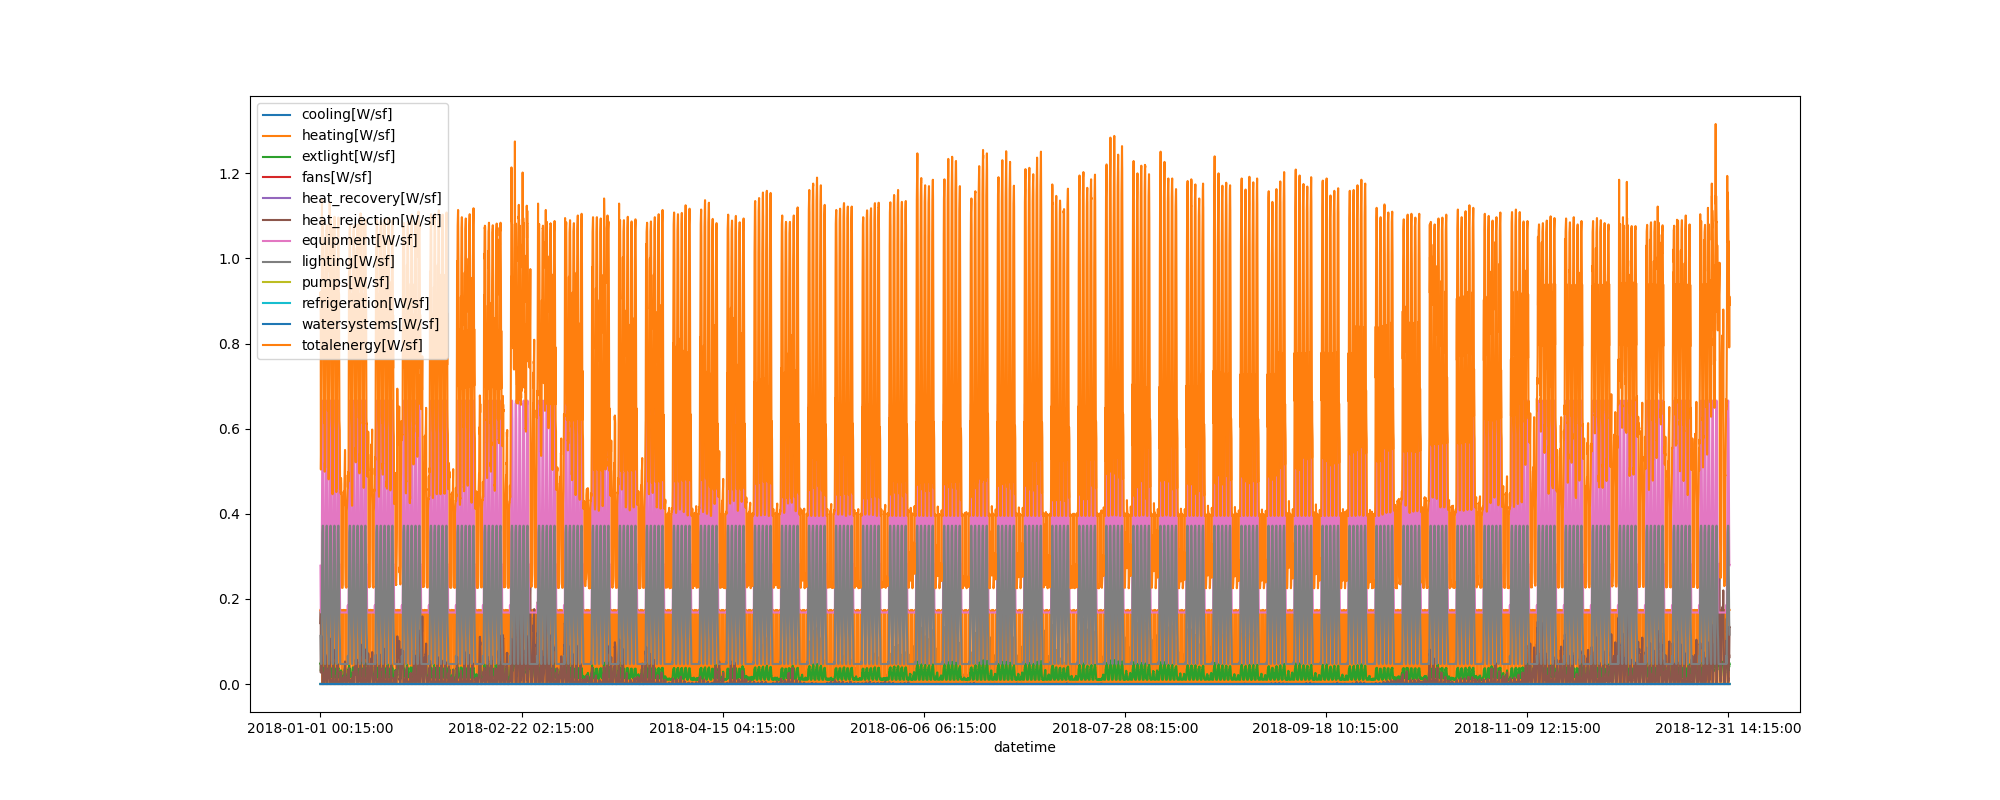 cooling[W/sf]
heating[W/sf]
extlight[W/sf]
fans[W/sf]
heat_recovery[W/sf]
heat_rejection[W/sf]
equipment[W/sf]
lighting[W/sf]
pumps[W/sf]
refrigeration[W/sf]
watersystems[W/sf]
totalenergy[W/sf]
1.2
1.0
0.8
0.6
0.4
0.2
0.0
2018-01-01 00:15:00 2018-02-22 02:15:00 2018-04-15 04:15:00 2018-06-06 06:15:00 2018-07-28 08:15:00 2018-09-18 10:15:00 2018-11-09 12:15:00 2018-12-31 14:15:00
datetime